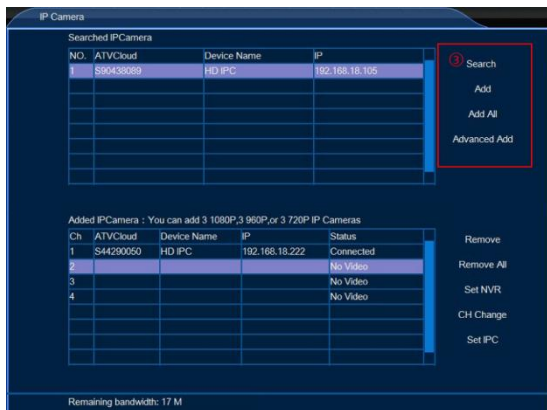 IP Camera
Searched IPCamera
NO. ATVCloud Device Name IP
1 S90438089 HD IPC 192.168.18.105
③ Search
Add
Add All
Advanced Add
Added IPCamera : You can add 3 1080P,3 960P,or 3 720P IP Cameras
Ch ATVCloud Device Name IP Status
1 S44290050 HD IPC 192.168.18.222 Connected
2 No Video
3 No Video
4 No Video
Remove
Remove All
Set NVR
CH Change
Set IPC
Remaining bandwidth: 17 M